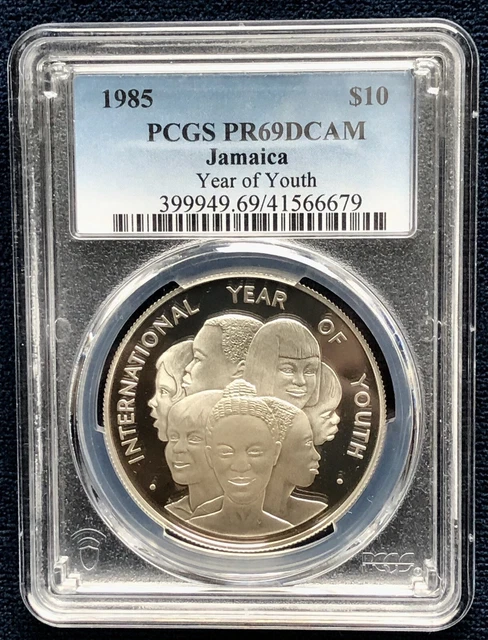 1985 $10
PCGS PR69DCAM
Jamaica
Year of Youth
399949.69/41566679
· INTERNATIONAL YEAR OF YOUTH ·
PCGS